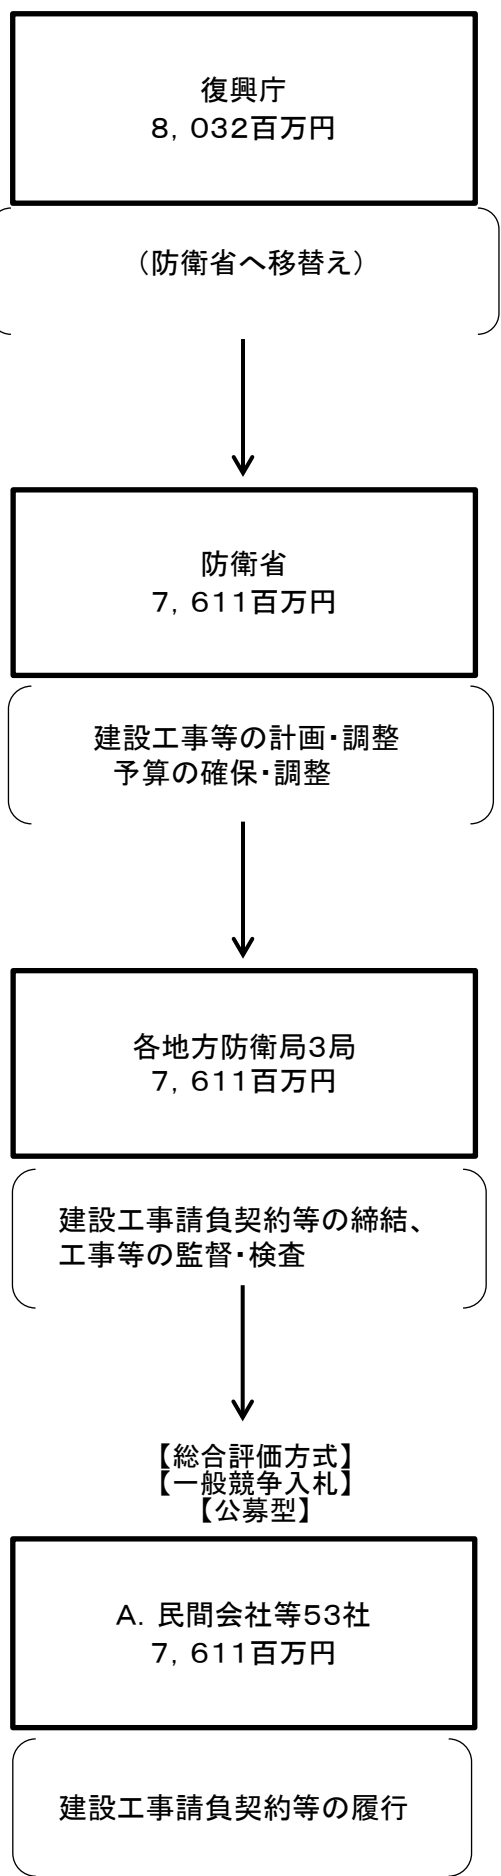 復興庁
８，０３２百万円
（防衛省へ移替え）
防衛省
７，６１１百万円
建設工事等の計画・調整
予算の確保・調整
各地方防衛局３局
７，６１１百万円
建設工事請負契約等の締結、
工事等の監督・検査
【総合評価方式】
【一般競争入札】
【公募型】
Ａ．民間会社等５３社
７，６１１百万円
建設工事請負契約等の履行